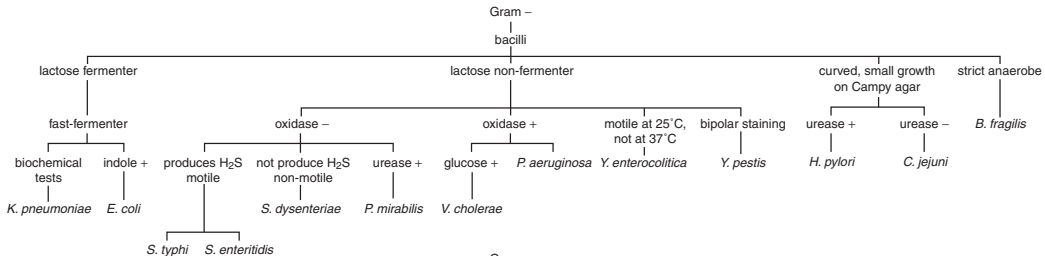 Gram –
bacilli
lactose fermenter
lactose non-fermenter
curved, small growth
on Campy agar
strict anaerobe
fast-fermenter
oxidase –
oxidase +
motile at 25˚C,
not at 37˚C
bipolar staining
urease +
urease –
B. fragilis
biochemical
tests
indole +
produces H₂S
motile
not produce H₂S
non-motile
urease +
glucose +
P. aeruginosa
Y. enterocolitica
Y. pestis
H. pylori
C. jejuni
K. pneumoniae
E. coli
S. dysenteriae
P. mirabilis
V. cholerae
S. typhi
S. enteritidis